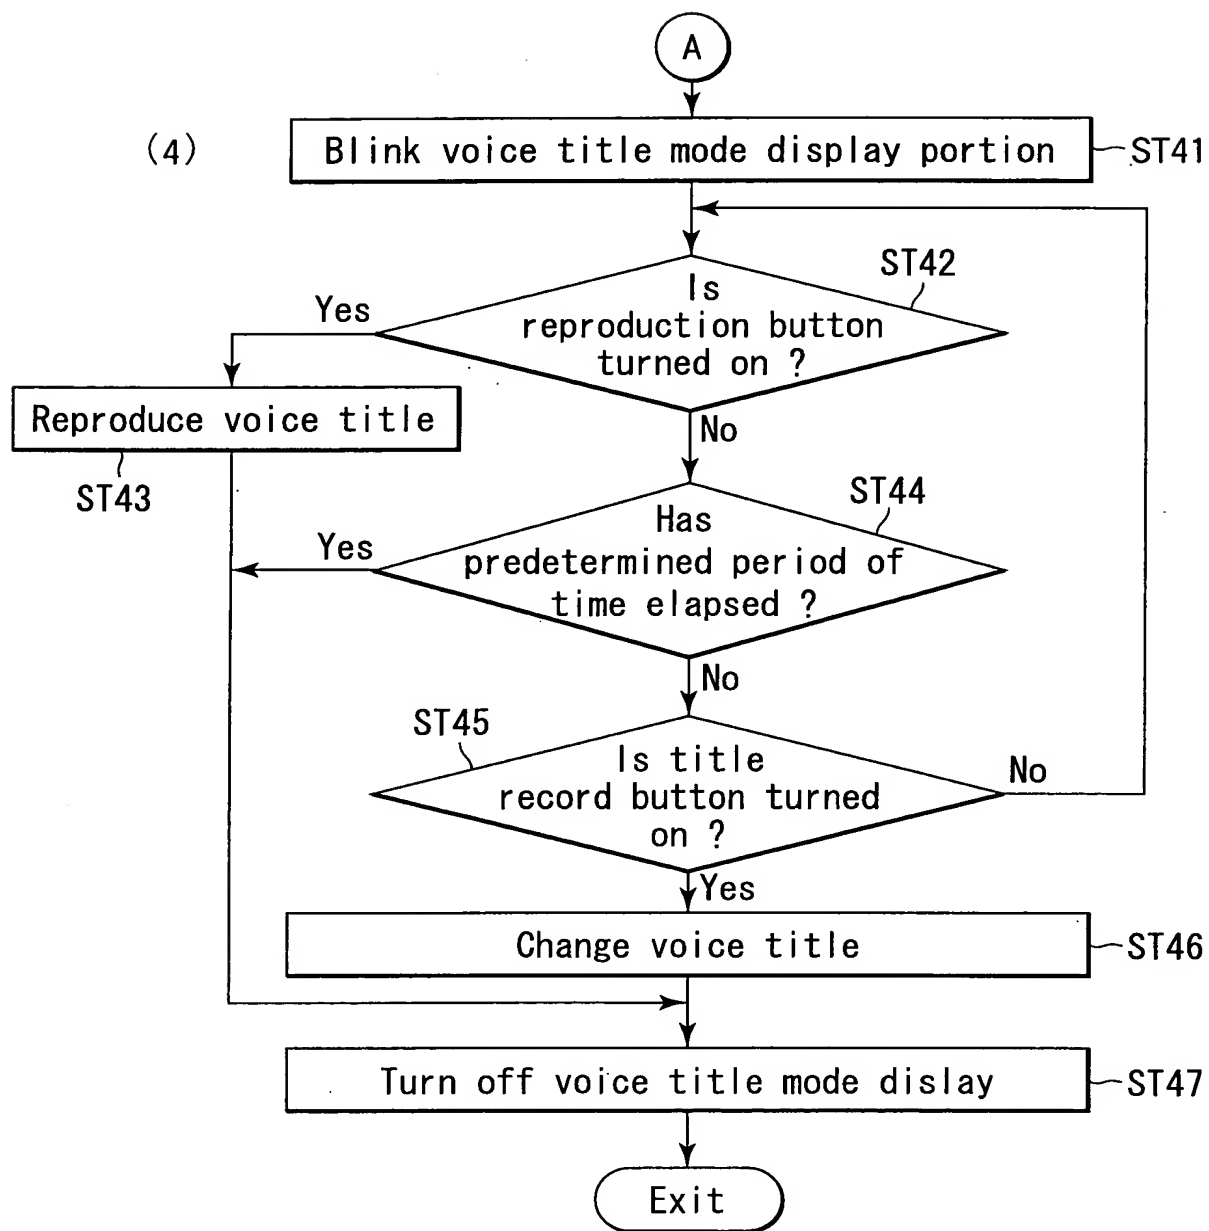 A
(4)
Blink voice title mode display portion
ST41
ST42
Is
reproduction button
turned on ?
Yes
Reproduce voice title
ST43
No
ST44
Has
predetermined period of
time elapsed ?
Yes
No
ST45
Is title
record button turned
on ?
No
Yes
Change voice title
ST46
Turn off voice title mode dislay
ST47
Exit